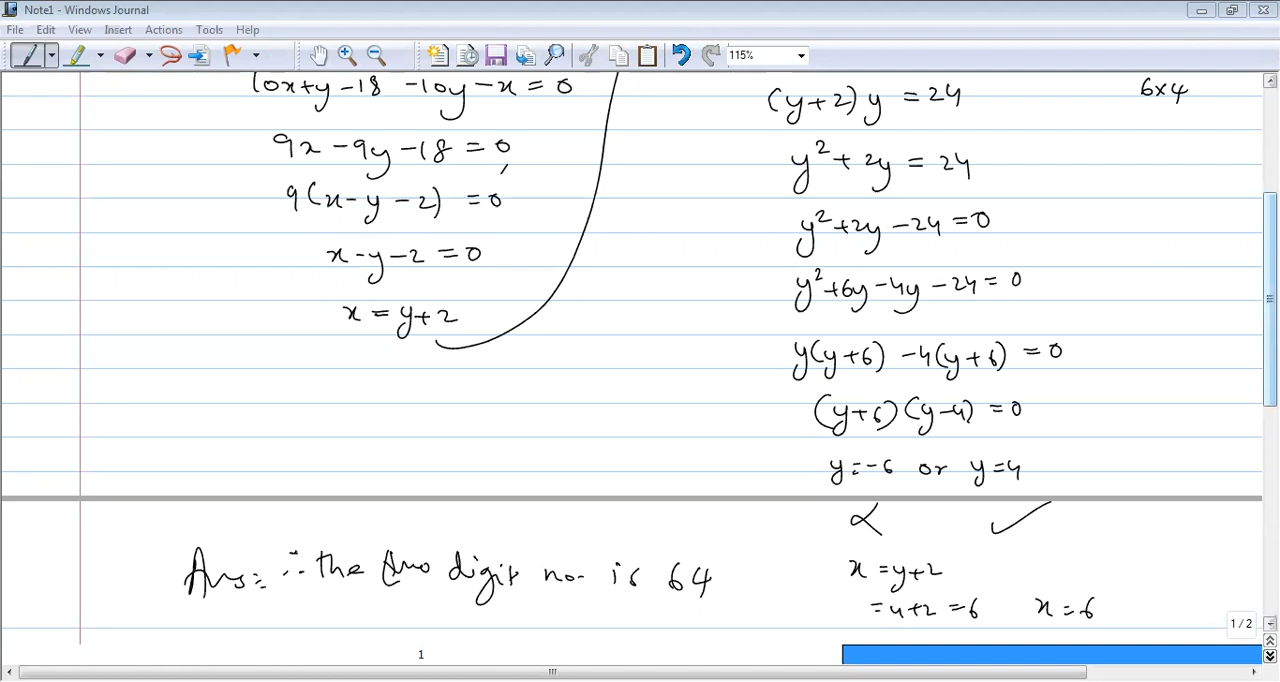 Note1 - Windows Journal
File Edit View Insert Actions Tools Help
115%
10x+y-18 -10y-x=0
9x-9y-18=0
9(x-y-2)=0
x-y-2=0
x=y+2
6×4
(y+2)y=24
y²+2y=24
y²+2y-24=0
y²+6y-4y-24=0
y(y+6)-4(y+6)=0
(y+6)(y-4)=0
y=-6 or y=4
x=y+2
=4+2=6 x=6
Ans:- ∴ the two digit no. is 64
1 / 2
1